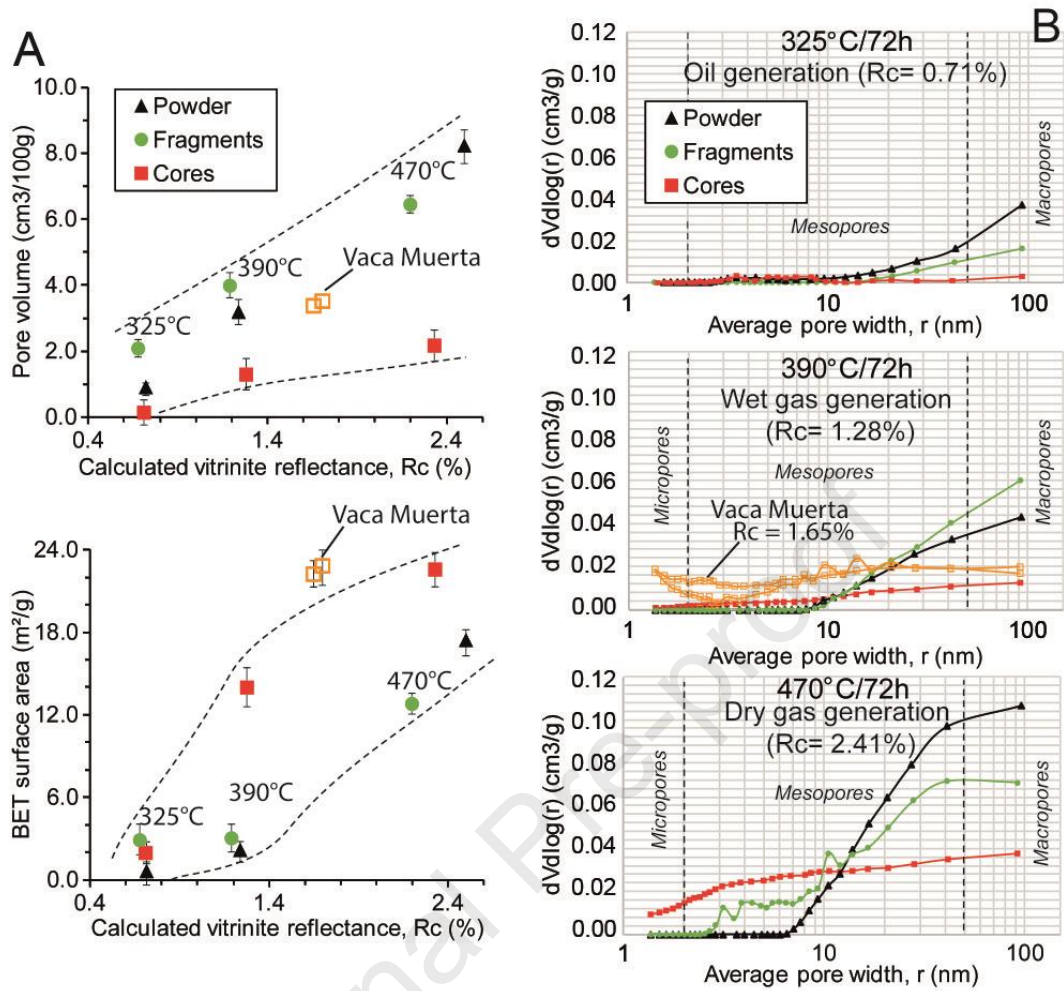 A
10.0
8.0
6.0
4.0
2.0
0.0
Pore volume (cm3/100g)
Powder
Fragments
Cores
470°C
390°C
Vaca Muerta
325°C
0.4
1.4
2.4
Calculated vitrinite reflectance, Rc (%)
24.0
18.0
12.0
6.0
0.0
BET surface area (m²/g)
Vaca Muerta
470°C
390°C
325°C
0.4
1.4
2.4
Calculated vitrinite reflectance, Rc (%)
B
0.12
0.10
0.08
0.06
0.04
0.02
0.00
dVdlog(r) (cm3/g)
325°C/72h
Oil generation (Rc= 0.71%)
Powder
Fragments
Cores
Mesopores
Macropores
1
10
100
Average pore width, r (nm)
0.12
0.10
0.08
0.06
0.04
0.02
0.00
dVdlog(r) (cm3/g)
390°C/72h
Wet gas generation
(Rc= 1.28%)
Micropores
Mesopores
Macropores
Vaca Muerta
Rc = 1.65%
1
10
100
Average pore width, r (nm)
0.12
0.10
0.08
0.06
0.04
0.02
0.00
dVdlog(r) (cm3/g)
470°C/72h
Dry gas generation
(Rc= 2.41%)
Micropores
Mesopores
Macropores
1
10
100
Average pore width, r (nm)
nal Pre-proof